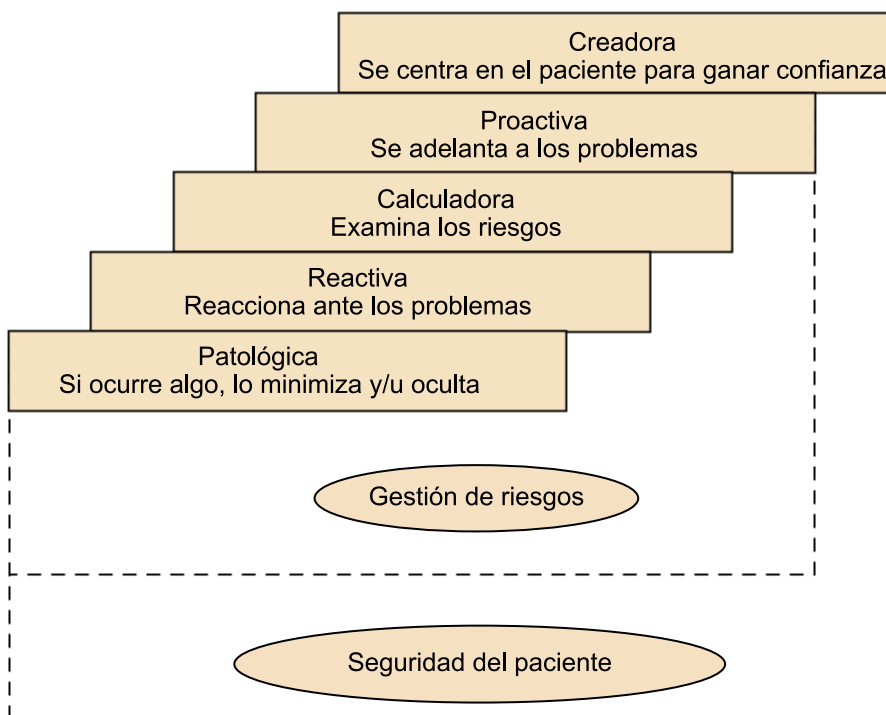 Creadora
Se centra en el paciente para ganar confianza
Proactiva
Se adelanta a los problemas
Calculadora
Examina los riesgos
Reactiva
Reacciona ante los problemas
Patológica
Si ocurre algo, lo minimiza y/u oculta
Gestión de riesgos
Seguridad del paciente